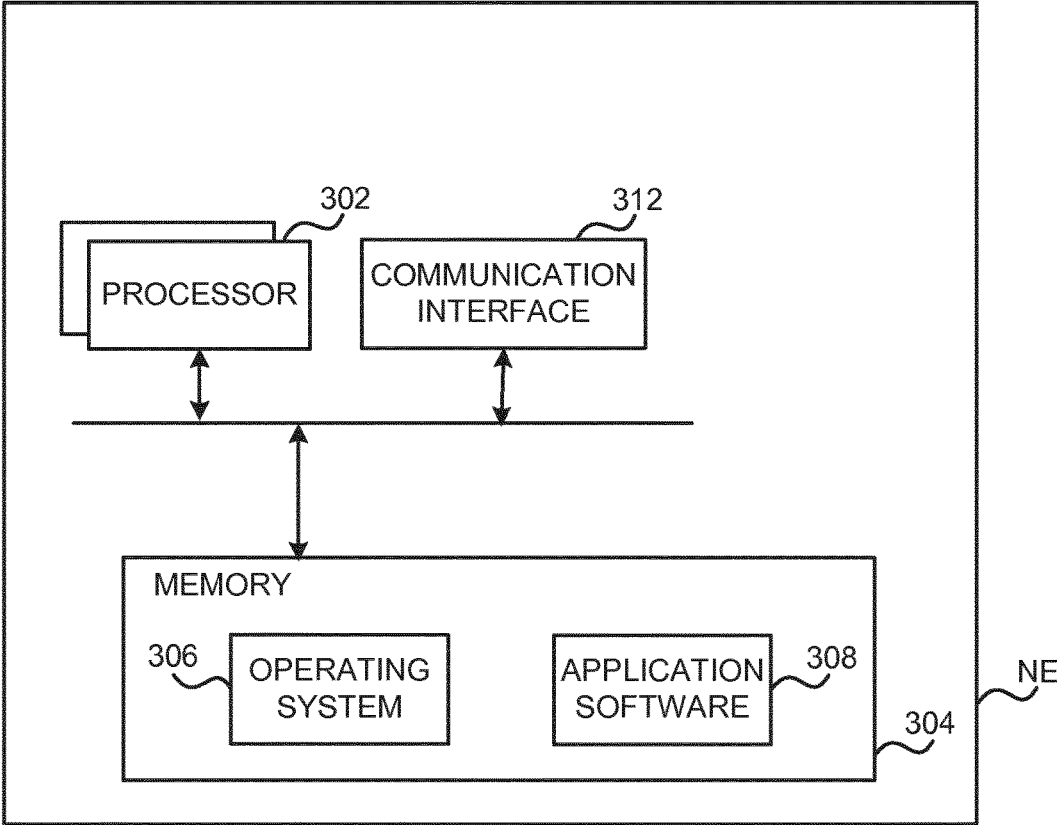 302
312
PROCESSOR
COMMUNICATION
INTERFACE
MEMORY
306
OPERATING
SYSTEM
APPLICATION
SOFTWARE
308
NE
304